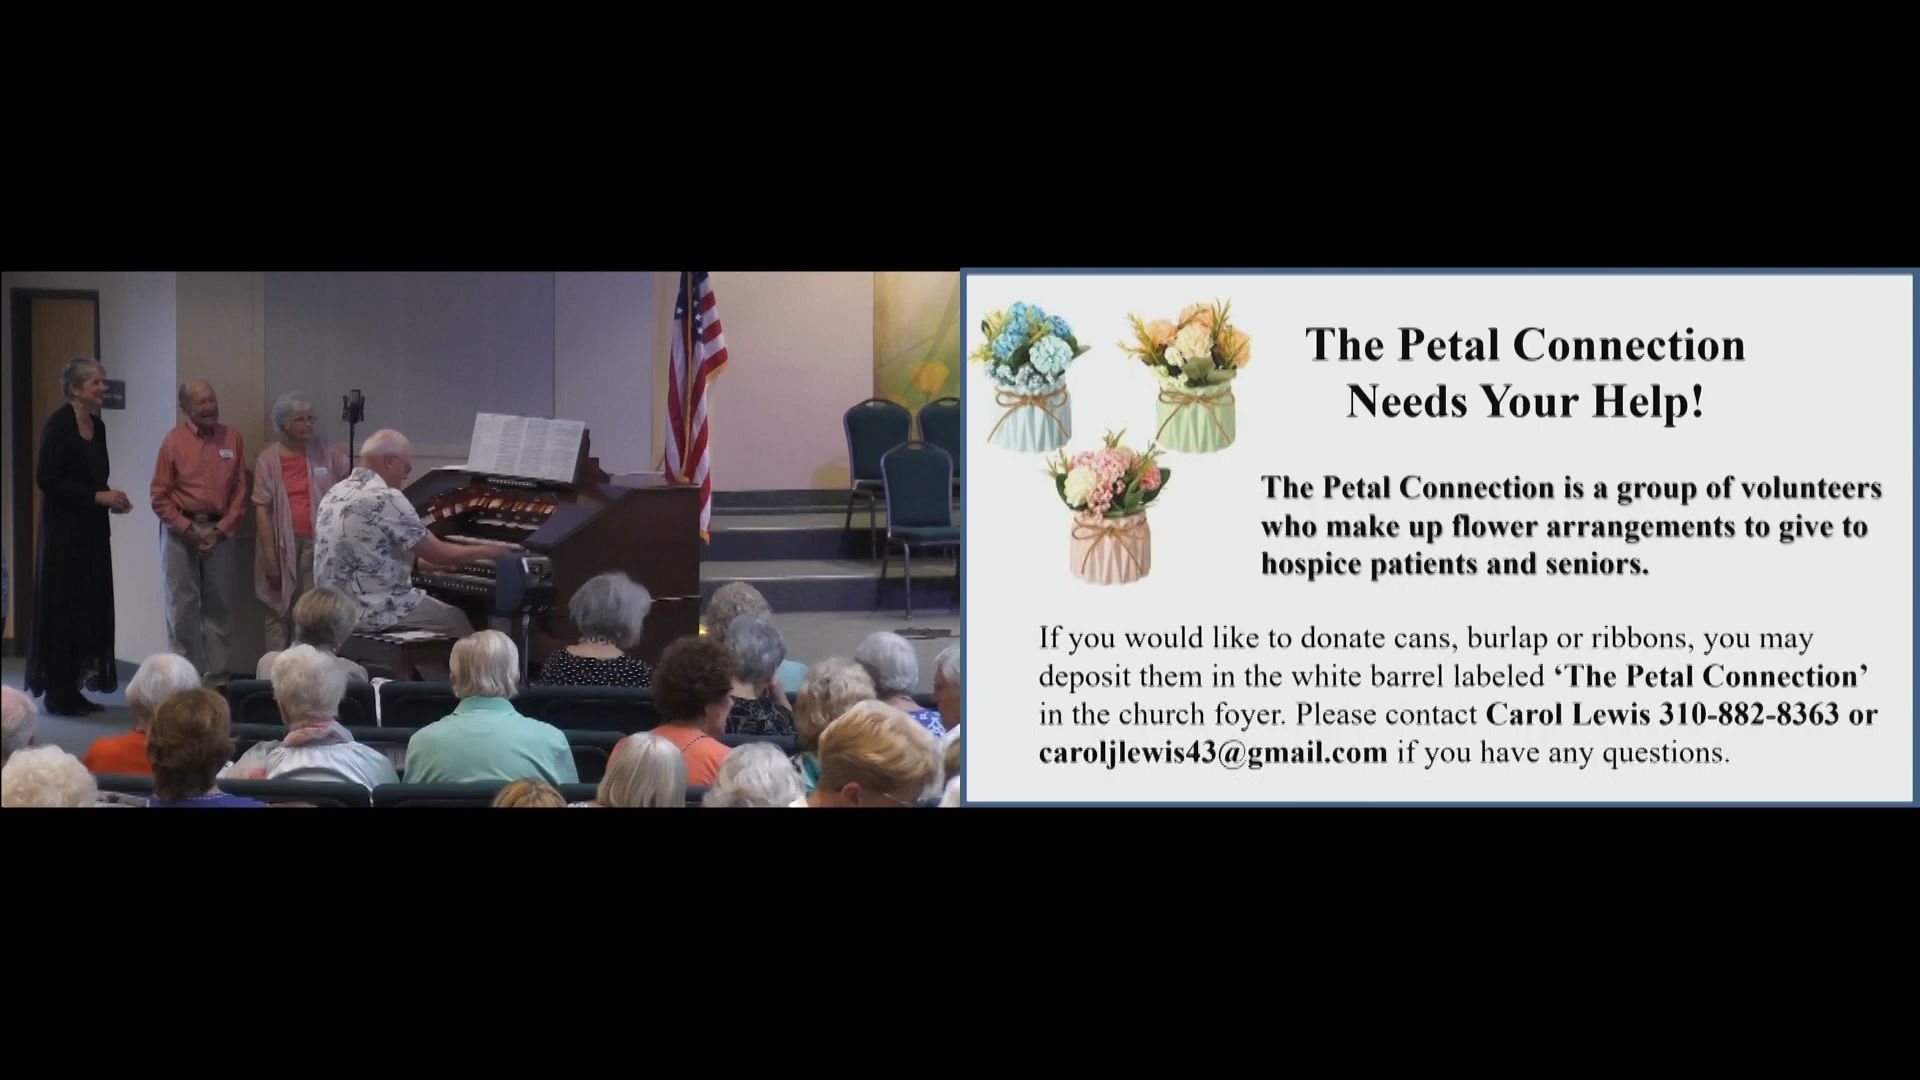 The Petal Connection
Needs Your Help!
The Petal Connection is a group of volunteers
who make up flower arrangements to give to
hospice patients and seniors.
If you would like to donate cans, burlap or ribbons, you may
deposit them in the white barrel labeled ‘The Petal Connection’
in the church foyer. Please contact Carol Lewis 310-882-8363 or
caroljlewis43@gmail.com if you have any questions.